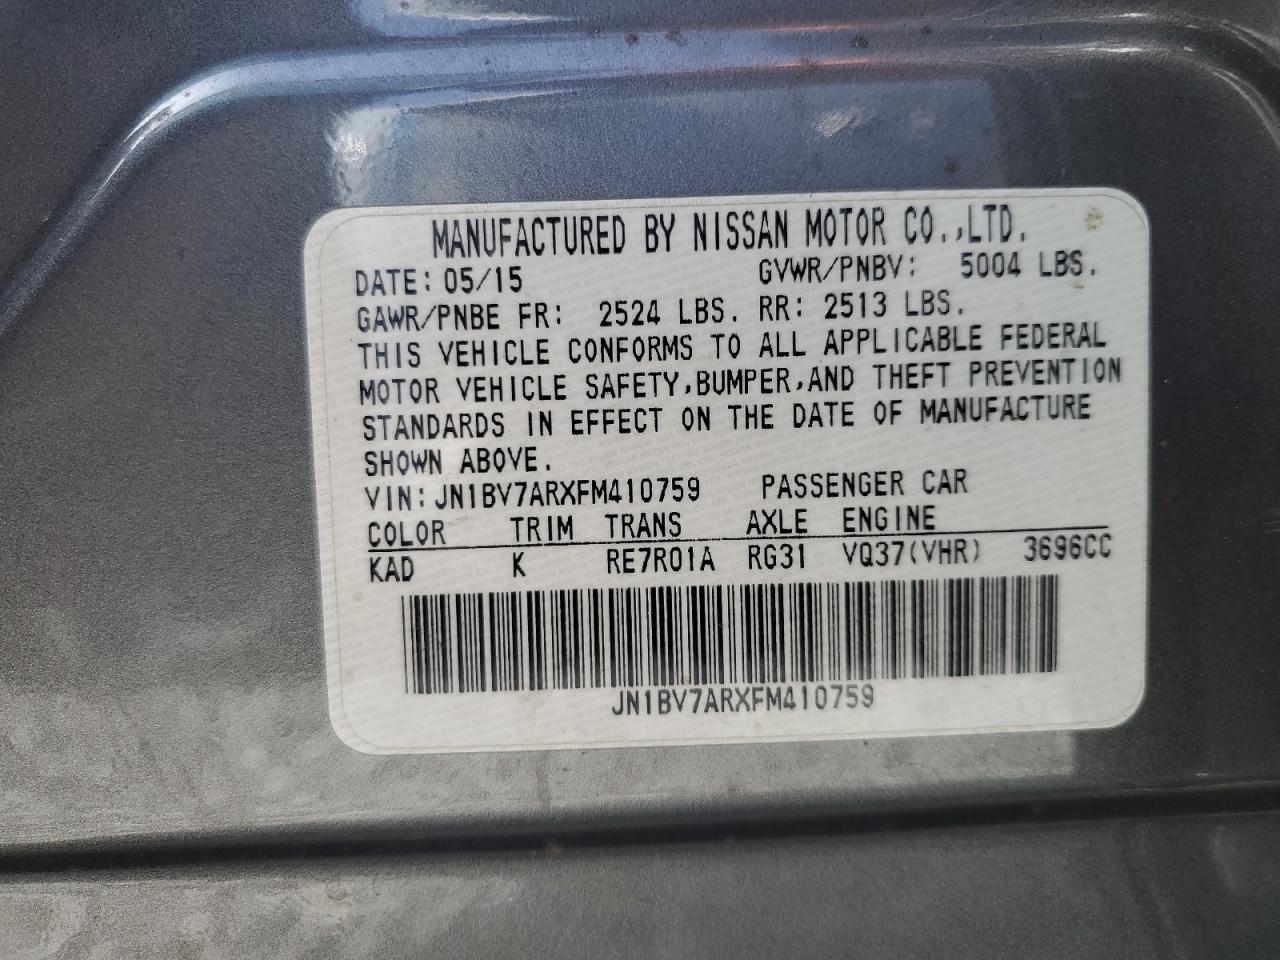 MANUFACTURED BY NISSAN MOTOR CO.,LTD.
DATE: 05/15 GVWR/PNBV: 5004 LBS.
GAWR/PNBE FR: 2524 LBS. RR: 2513 LBS.
THIS VEHICLE CONFORMS TO ALL APPLICABLE FEDERAL
MOTOR VEHICLE SAFETY,BUMPER,AND THEFT PREVENTION
STANDARDS IN EFFECT ON THE DATE OF MANUFACTURE
SHOWN ABOVE.
VIN: JN1BV7ARXFM410759 PASSENGER CAR
COLOR TRIM TRANS AXLE ENGINE
KAD K RE7R01A RG31 VQ37(VHR) 3696CC
JN1BV7ARXFM410759